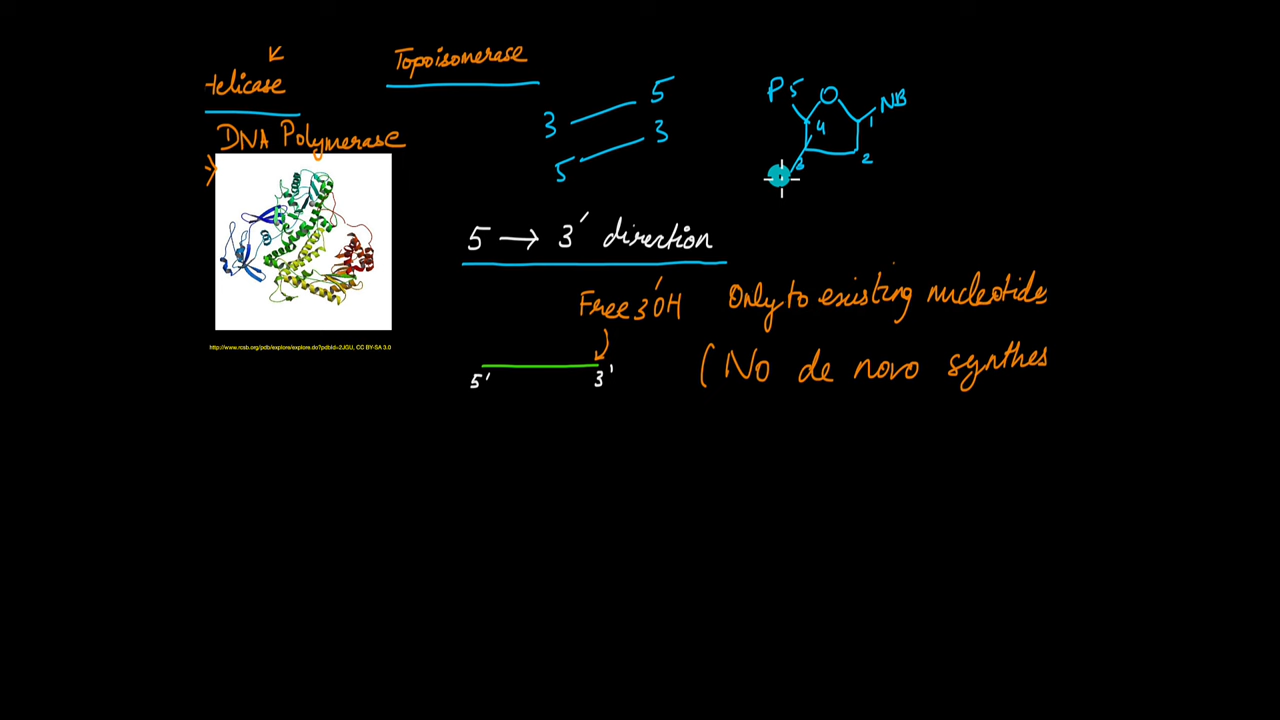 Helicase
Topoisomerase
DNA Polymerase
http://www.rcsb.org/pdb/explore/explore.do?pdbId=2JGU, CC BY-SA 3.0
3 5
5 3
P 5 O NB
4 1
3 2
5 → 3' direction
Free 3'OH
5' 3'
Only to existing nucleotide
(No de novo synthes